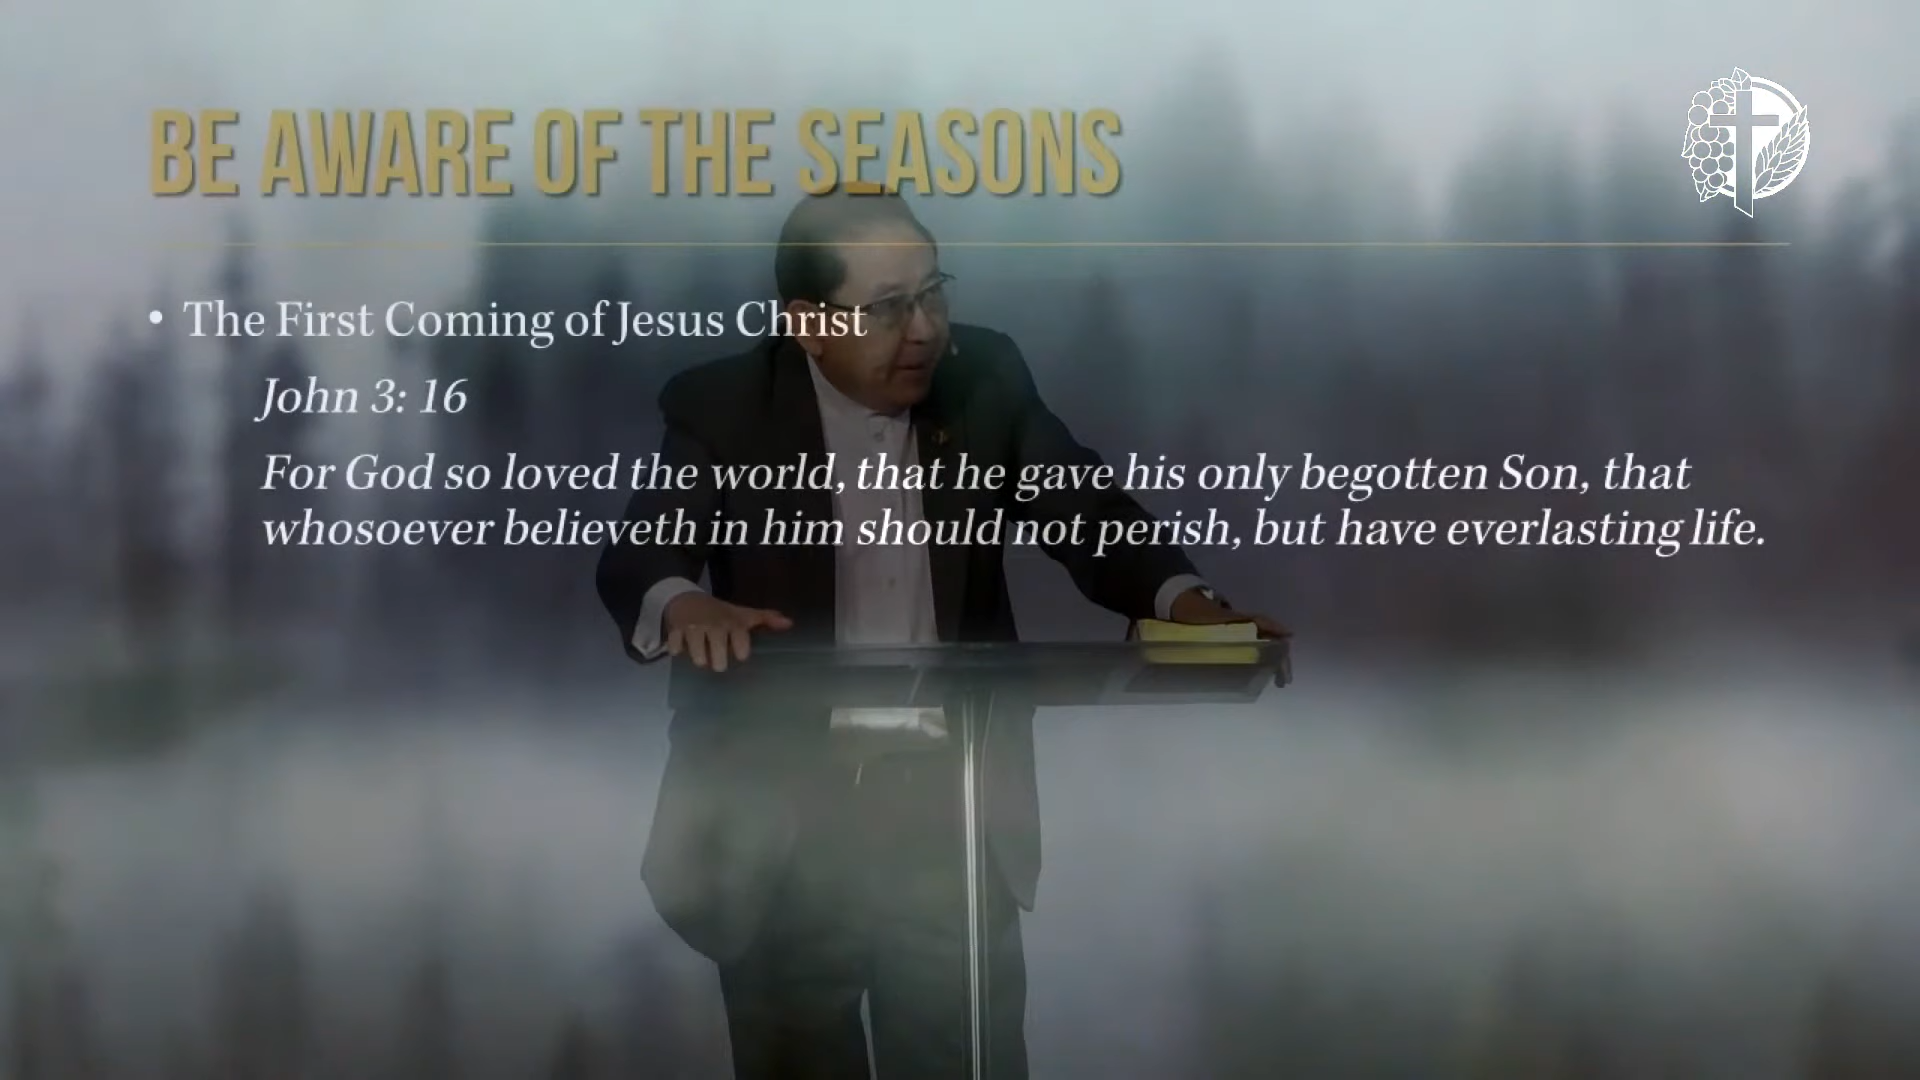 BE AWARE OF THE SEASONS
• The First Coming of Jesus Christ
John 3: 16
For God so loved the world, that he gave his only begotten Son, that
whosoever believeth in him should not perish, but have everlasting life.